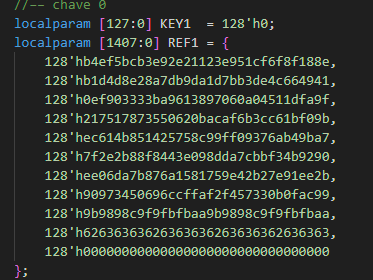 //-- chave 0
localparam [127:0] KEY1 = 128'h0;
localparam [1407:0] REF1 = {
128'hb4ef5bcb3e92e21123e951cf6f8f188e,
128'hb1d4d8e28a7db9da1d7bb3de4c664941,
128'h0ef903333ba9613897060a04511dfa9f,
128'h217517873550620bacaf6b3cc61bf09b,
128'hec614b851425758c99ff09376ab49ba7,
128'h7f2e2b88f8443e098dda7cbbf34b9290,
128'hee06da7b876a1581759e42b27e91ee2b,
128'h90973450696ccffaf2f457330b0fac99,
128'h9b9898c9f9fbfbaa9b9898c9f9fbfbaa,
128'h62636363626363636263636362636363,
128'h00000000000000000000000000000000
};